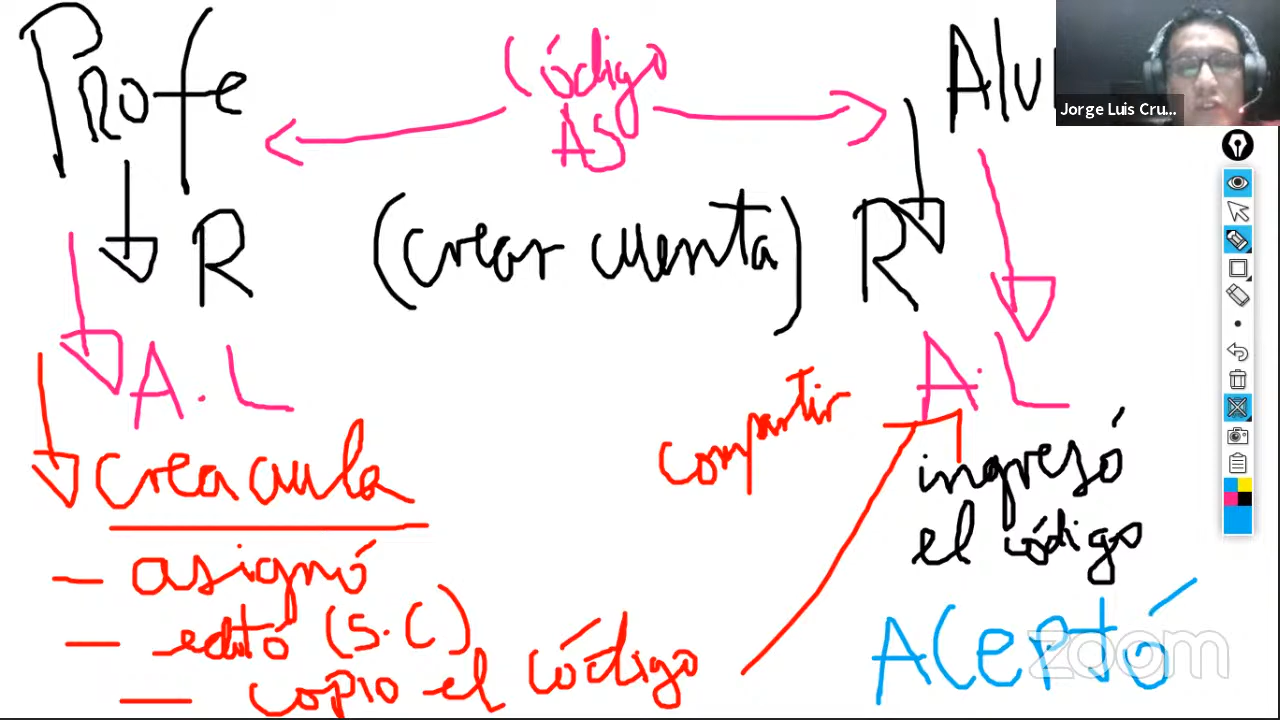 Profe
Código
AS
Alu
Jorge Luis Cru...
R
(crear cuenta)
R
A.L
A.L
compartir
crea aula
ingresó
el código
— asignó
— editó (S.C)
— copio el código
Aceptó
zoom